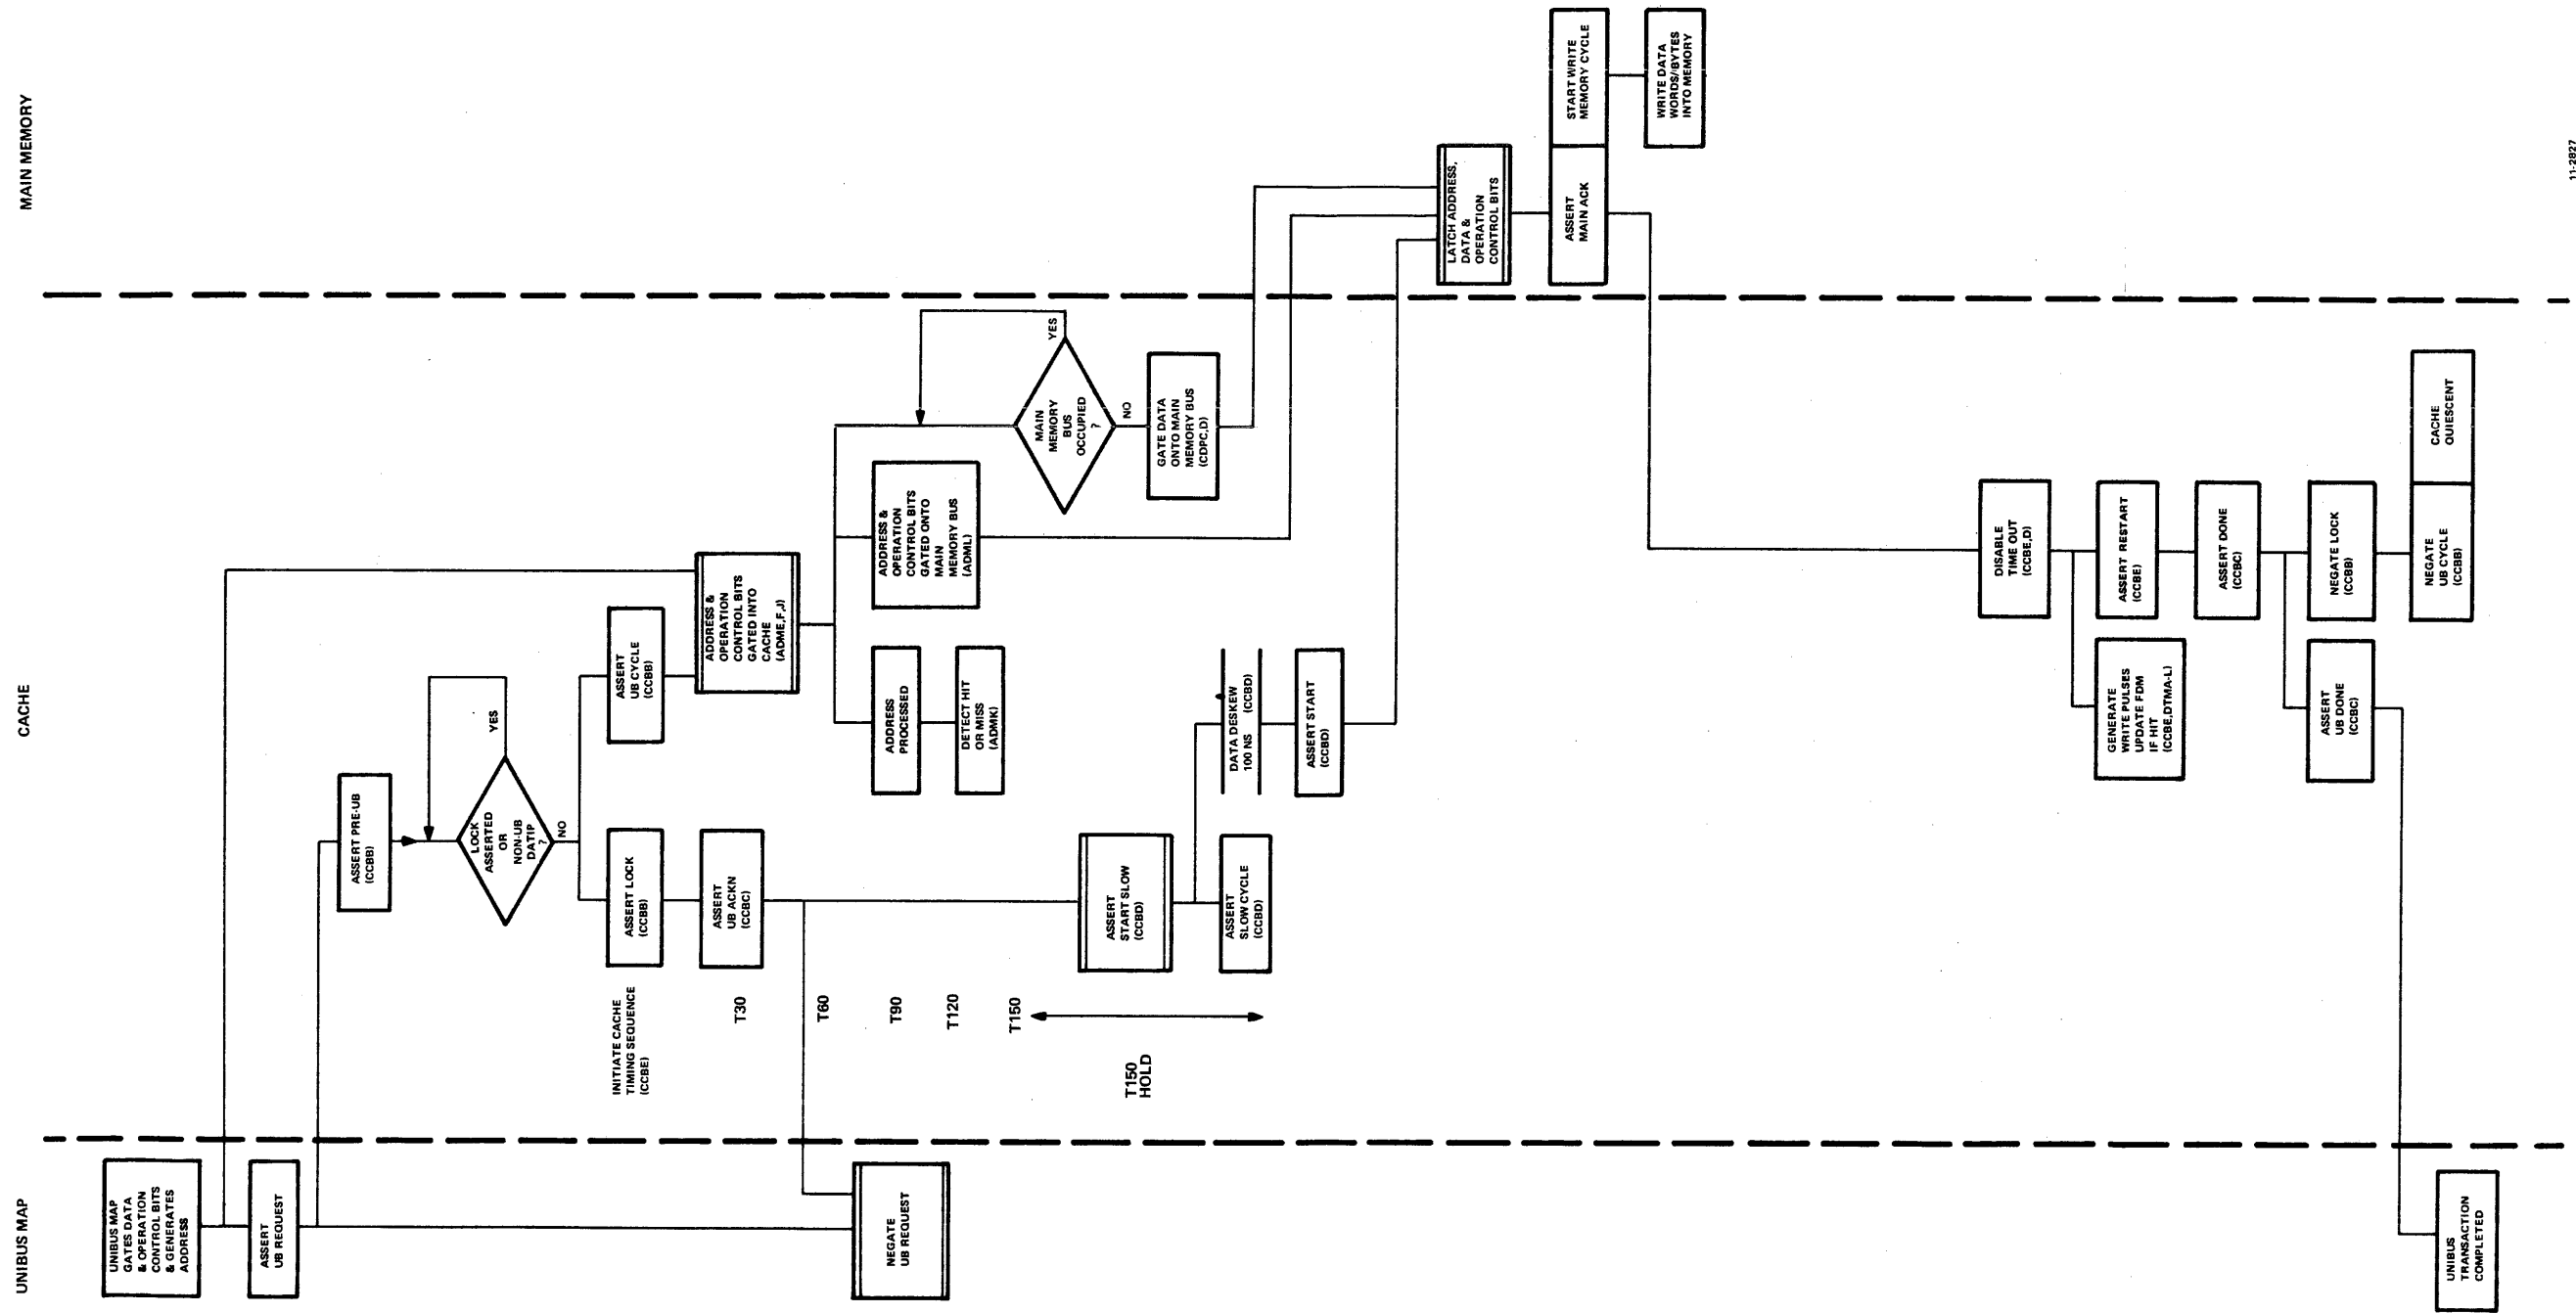 UNIBUS MAP
CACHE
MAIN MEMORY
UNIBUS MAP
GATES DATA
& OPERATION
CONTROL BITS
& GENERATES
ADDRESS
ASSERT
UB REQUEST
ASSERT PRE-UB
(CCBB)
LOCK
ASSERTED
OR
NON-UB
DATIP
?
YES
NO
INITIATE CACHE
TIMING SEQUENCE
(CCBE)
ASSERT LOCK
(CCBB)
ASSERT
UB CYCLE
(CCBB)
T30
ASSERT
UB ACKN
(CCBC)
ADDRESS &
OPERATION
CONTROL BITS
GATED INTO
CACHE
(ADME,F,J)
T60
T90
T120
T150
T150
HOLD
NEGATE
UB REQUEST
ADDRESS
PROCESSED
DETECT HIT
OR MISS
(ADMK)
ADDRESS &
OPERATION
CONTROL BITS
GATED ONTO
MAIN
MEMORY BUS
(ADML)
MAIN
MEMORY
BUS
OCCUPIED
?
YES
NO
GATE DATA
ONTO MAIN
MEMORY BUS
(CDPC,D)
ASSERT
START SLOW
(CCBD)
ASSERT
SLOW CYCLE
(CCBD)
DATA DESKEW
100 NS (CCBD)
ASSERT START
(CCBD)
LATCH ADDRESS,
DATA &
OPERATION
CONTROL BITS
ASSERT
MAIN ACK
START WRITE
MEMORY CYCLE
WRITE DATA
WORDS/BYTES
INTO MEMORY
DISABLE
TIME OUT
(CCBE,D)
GENERATE
WRITE PULSES
UPDATE FDM
IF HIT
(CCBE,DTMA-L)
ASSERT RESTART
(CCBE)
ASSERT DONE
(CCBC)
ASSERT
UB DONE
(CCBC)
NEGATE LOCK
(CCBB)
NEGATE
UB CYCLE
(CCBB)
CACHE
QUIESCENT
UNIBUS
TRANSACTION
COMPLETED
11-2827